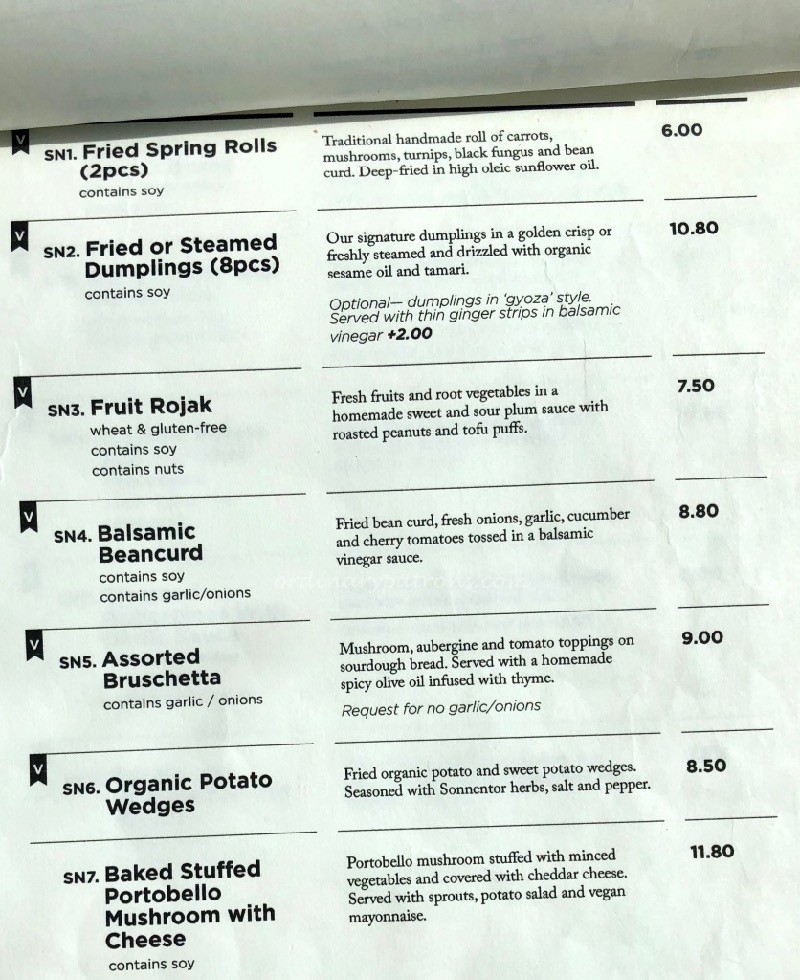 V
SN1. Fried Spring Rolls
(2pcs)
contains soy
Traditional handmade roll of carrots,
mushrooms, turnips, black fungus and bean
curd. Deep-fried in high oleic sunflower oil.
6.00
V
SN2. Fried or Steamed
Dumplings (8pcs)
contains soy
Our signature dumplings in a golden crisp or
freshly steamed and drizzled with organic
sesame oil and tamari.
Optional— dumplings in 'gyoza' style.
Served with thin ginger strips in balsamic
vinegar +2.00
10.80
V
SN3. Fruit Rojak
wheat & gluten-free
contains soy
contains nuts
Fresh fruits and root vegetables in a
homemade sweet and sour plum sauce with
roasted peanuts and tofu puffs.
7.50
V
SN4. Balsamic
Beancurd
contains soy
contains garlic/onions
Fried bean curd, fresh onions, garlic, cucumber
and cherry tomatoes tossed in a balsamic
vinegar sauce.
8.80
V
SN5. Assorted
Bruschetta
contains garlic / onions
Mushroom, aubergine and tomato toppings on
sourdough bread. Served with a homemade
spicy olive oil infused with thyme.
Request for no garlic/onions
9.00
V
SN6. Organic Potato
Wedges
Fried organic potato and sweet potato wedges.
Seasoned with Sonnentor herbs, salt and pepper.
8.50
SN7. Baked Stuffed
Portobello
Mushroom with
Cheese
contains soy
Portobello mushroom stuffed with minced
vegetables and covered with cheddar cheese.
Served with sprouts, potato salad and vegan
mayonnaise.
11.80